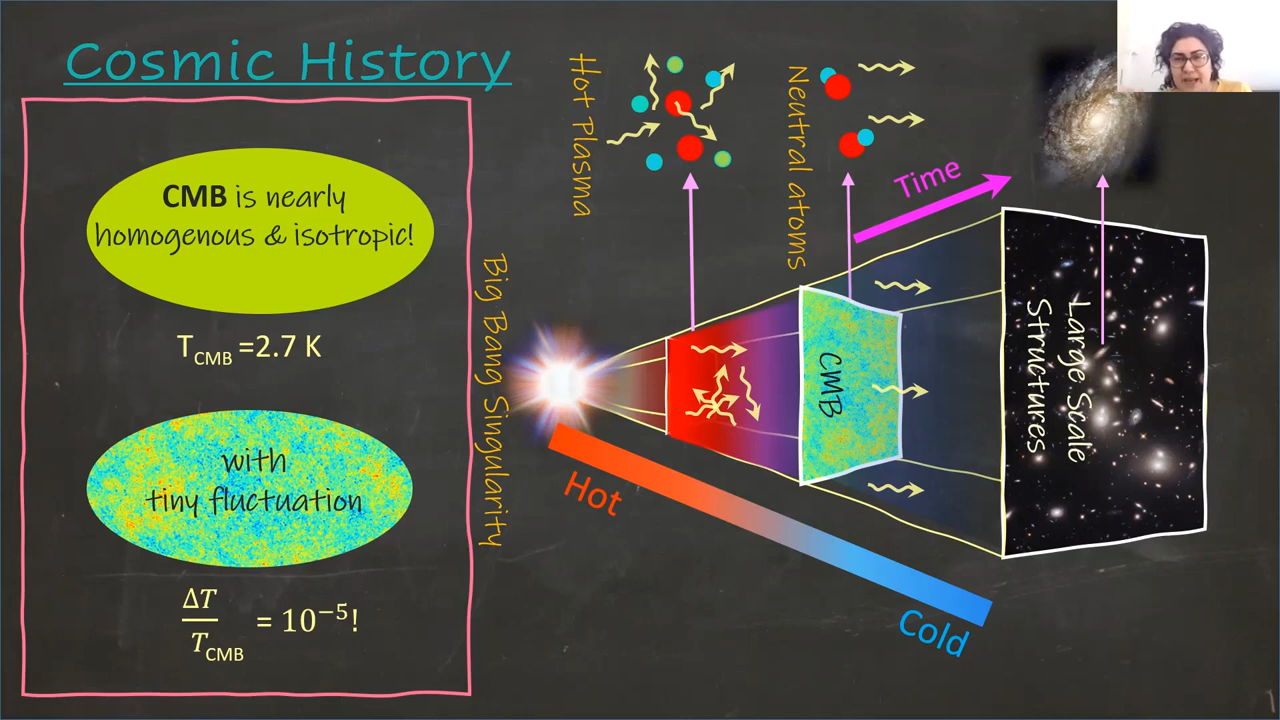 Cosmic History
CMB is nearly
homogenous & isotropic!
T_CMB =2.7 K
with
tiny fluctuation
ΔT
T_CMB
= 10⁻⁵!
Big Bang Singularity
Hot Plasma
Neutral atoms
Time
CMB
Large Scale
Structures
Hot
Cold